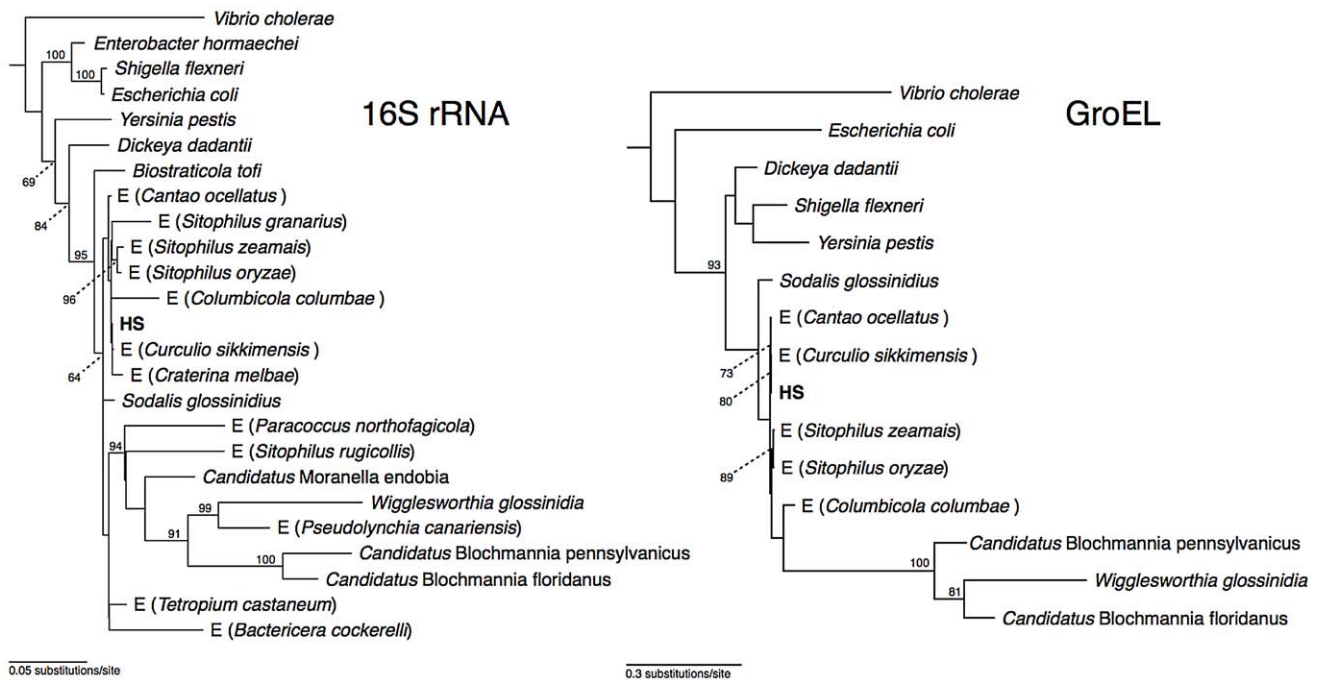 Vibrio cholerae
Enterobacter hormaechei
100
Shigella flexneri
100
Escherichia coli
16S rRNA
Yersinia pestis
Dickeya dadantii
69
Biostraticola tofi
E (Cantao ocellatus )
84
E (Sitophilus granarius)
E (Sitophilus zeamais)
95
E (Sitophilus oryzae)
96
E (Columbicola columbae )
HS
E (Curculio sikkimensis )
64
E (Craterina melbae)
Sodalis glossinidius
E (Paracoccus northofagicola)
94
E (Sitophilus rugicollis)
Candidatus Moranella endobia
Wigglesworthia glossinidia
99
E (Pseudolynchia canariensis)
91
Candidatus Blochmannia pennsylvanicus
100
Candidatus Blochmannia floridanus
E (Tetropium castaneum)
E (Bactericera cockerelli)
0.05 substitutions/site
Vibrio cholerae
GroEL
Escherichia coli
Dickeya dadantii
Shigella flexneri
Yersinia pestis
93
Sodalis glossinidius
E (Cantao ocellatus )
E (Curculio sikkimensis )
73
HS
80
E (Sitophilus zeamais)
E (Sitophilus oryzae)
89
E (Columbicola columbae )
Candidatus Blochmannia pennsylvanicus
100
Wigglesworthia glossinidia
81
Candidatus Blochmannia floridanus
0.3 substitutions/site